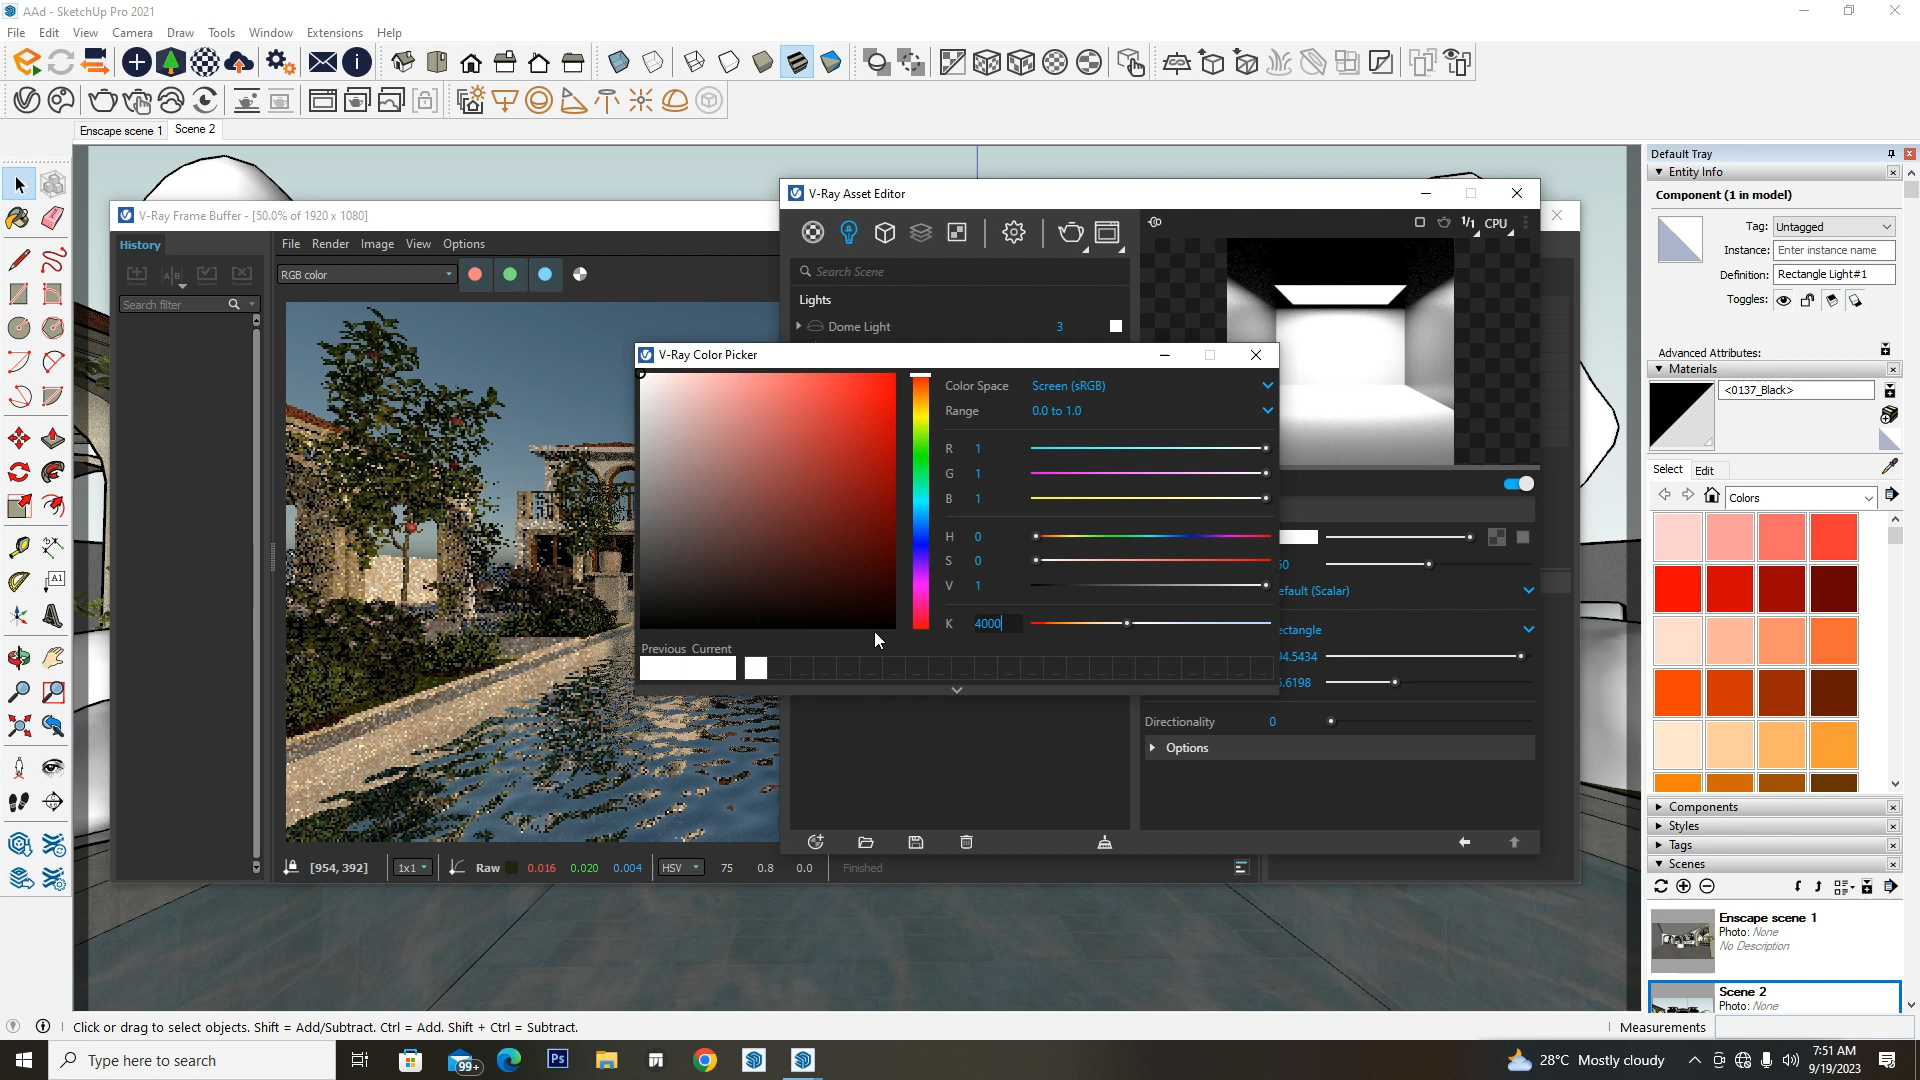 AAd - SketchUp Pro 2021
File Edit View Camera Draw Tools Window Extensions Help
Enscape scene 1 Scene 2
V-Ray Frame Buffer - [50.0% of 1920 x 1080]
History
Search filter
File Render Image View Options
RGB color
[954, 392] 1x1 Raw 0.016 0.020 0.004 HSV 75 0.8 0.0 Finished
V-Ray Asset Editor
1/1 CPU
Search Scene
Lights
Dome Light 3
Default (Scalar)
Directionality 0
Options
V-Ray Color Picker
Color Space Screen (sRGB)
Range 0.0 to 1.0
R 1
G 1
B 1
H 0
S 0
V 1
K 4000
Previous Current
A1
Default Tray
Entity Info
Component (1 in model)
Tag: Untagged
Instance: Enter instance name
Definition: Rectangle Light#1
Toggles:
Advanced Attributes:
Materials
<0137_Black>
Select Edit
Colors
Components
Styles
Tags
Scenes
Enscape scene 1
Photo: None
No Description
Scene 2
Photo: None
Click or drag to select objects. Shift = Add/Subtract. Ctrl = Add. Shift + Ctrl = Subtract.
Measurements
Type here to search
99+
Ps
28°C Mostly cloudy
7:51 AM
9/19/2023